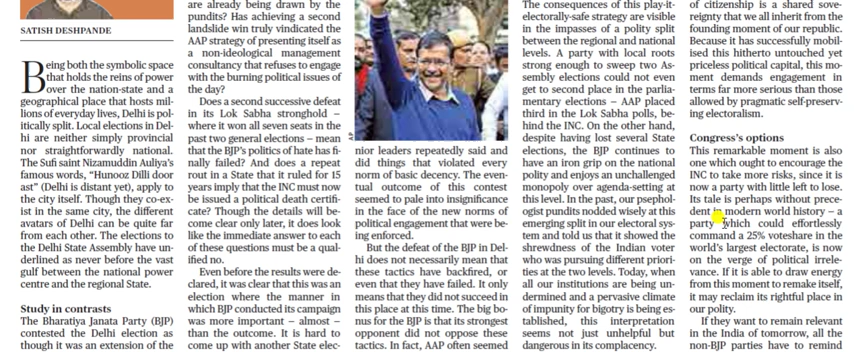 SATISH DESHPANDE
Being both the symbolic space
that holds the reins of power
over the nation-state and a
geographical place that hosts mil-
lions of everyday lives, Delhi is pol-
itically split. Local elections in Del-
hi are neither simply provincial
nor straightforwardly national.
The Sufi saint Nizamuddin Auliya's
famous words, "Hunooz Dilli door
ast" (Delhi is distant yet), apply to
the city itself. Though they co-ex-
ist in the same city, the different
avatars of Delhi can be quite far
from each other. The elections to
the Delhi State Assembly have un-
derlined as never before the vast
gulf between the national power
centre and the regional State.
Study in contrasts
The Bharatiya Janata Party (BJP)
contested the Delhi election as
though it was an extension of the
are already being drawn by the
pundits? Has achieving a second
landslide win truly vindicated the
AAP strategy of presenting itself as
a non-ideological management
consultancy that refuses to engage
with the burning political issues of
the day?
Does a second successive defeat
in its Lok Sabha stronghold –
where it won all seven seats in the
past two general elections – mean
that the BJP's politics of hate has fi-
nally failed? And does a repeat
rout in a State that it ruled for 15
years imply that the INC must now
be issued a political death certifi-
cate? Though the details will be-
come clear only later, it does look
like the immediate answer to each
of these questions must be a qual-
ified no.
Even before the results were de-
clared, it was clear that this was an
election where the manner in
which BJP conducted its campaign
was more important – almost –
than the outcome. It is hard to
come up with another State elec-
nior leaders repeatedly said and
did things that violated every
norm of basic decency. The even-
tual outcome of this contest
seemed to pale into insignificance
in the face of the new norms of
political engagement that were be-
ing enforced.
But the defeat of the BJP in Del-
hi does not necessarily mean that
these tactics have backfired, or
even that they have failed. It only
means that they did not succeed in
this place at this time. The big bo-
nus for the BJP is that its strongest
opponent did not oppose these
tactics. In fact, AAP often seemed
The consequences of this play-it-
electorally-safe strategy are visible
in the impasses of a polity split
between the regional and national
levels. A party with local roots
strong enough to sweep two As-
sembly elections could not even
get to second place in the parlia-
mentary elections – AAP placed
third in the Lok Sabha polls, be-
hind the INC. On the other hand,
despite having lost several State
elections, the BJP continues to
have an iron grip on the national
polity and enjoys an unchallenged
monopoly over agenda-setting at
this level. In the past, our psephol-
ogist pundits nodded wisely at this
emerging split in our electoral sys-
tem and told us that it showed the
shrewdness of the Indian voter
who was pursuing different priori-
ties at the two levels. Today, when
all our institutions are being un-
dermined and a pervasive climate
of impunity for bigotry is being es-
tablished, this interpretation
seems not just unhelpful but
dangerous in its complacency.
of citizenship is a shared sove-
reignty that we all inherit from the
founding moment of our republic.
Because it has successfully mobil-
ised this hitherto untouched yet
priceless political capital, this mo-
ment demands engagement in
terms far more serious than those
allowed by pragmatic self-preserv-
ing electoralism.
Congress's options
This remarkable moment is also
one which ought to encourage the
INC to take more risks, since it is
now a party with little left to lose.
Its tale is perhaps without prece-
dent in modern world history – a
party which could effortlessly
command a 25% voteshare in the
world's largest electorate, is now
on the verge of political irrele-
vance. If it is able to draw energy
from this moment to remake itself,
it may reclaim its rightful place in
our polity.
If they want to remain relevant
in the India of tomorrow, all the
non-BJP parties have to remind